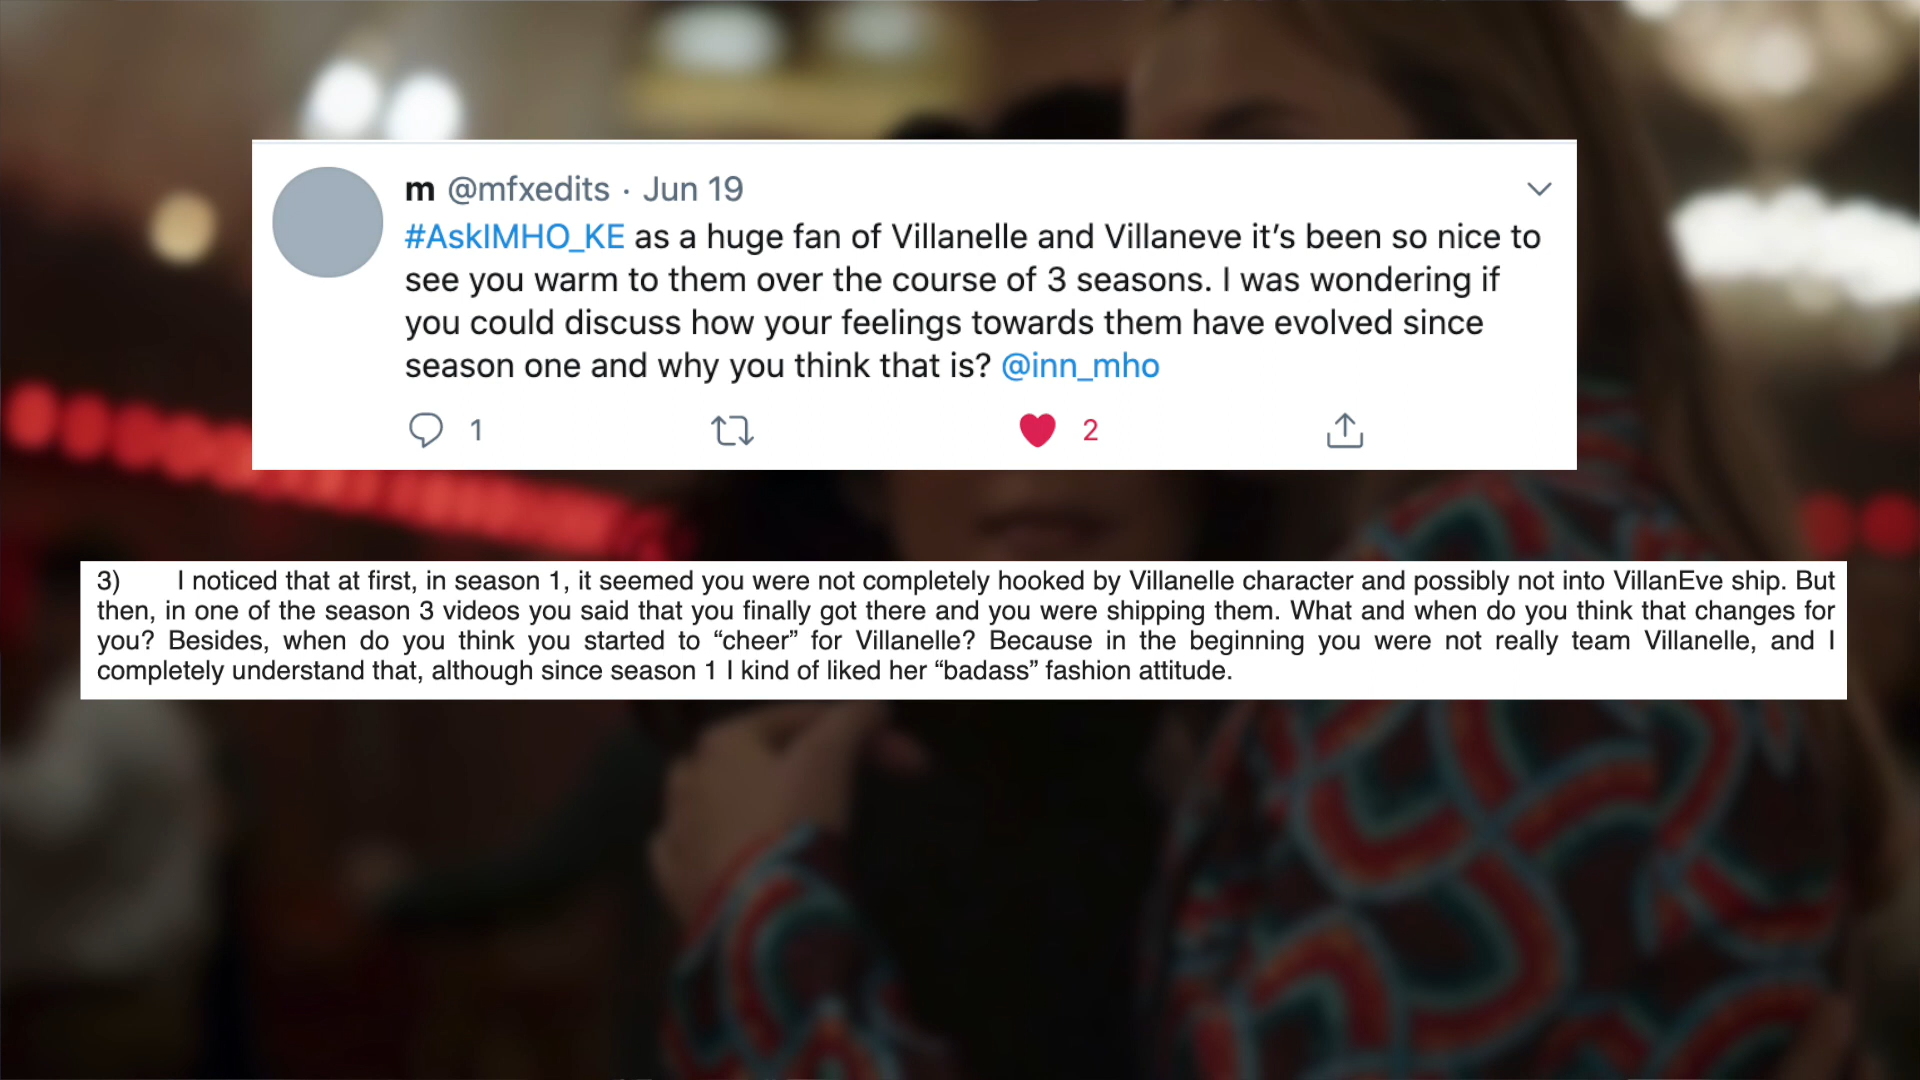 m @mfxedits · Jun 19
#AskIMHO_KE as a huge fan of Villanelle and Villaneve it’s been so nice to
see you warm to them over the course of 3 seasons. I was wondering if
you could discuss how your feelings towards them have evolved since
season one and why you think that is? @inn_mho
1 2
3) I noticed that at first, in season 1, it seemed you were not completely hooked by Villanelle character and possibly not into VillanEve ship. But
then, in one of the season 3 videos you said that you finally got there and you were shipping them. What and when do you think that changes for
you? Besides, when do you think you started to “cheer” for Villanelle? Because in the beginning you were not really team Villanelle, and I
completely understand that, although since season 1 I kind of liked her “badass” fashion attitude.